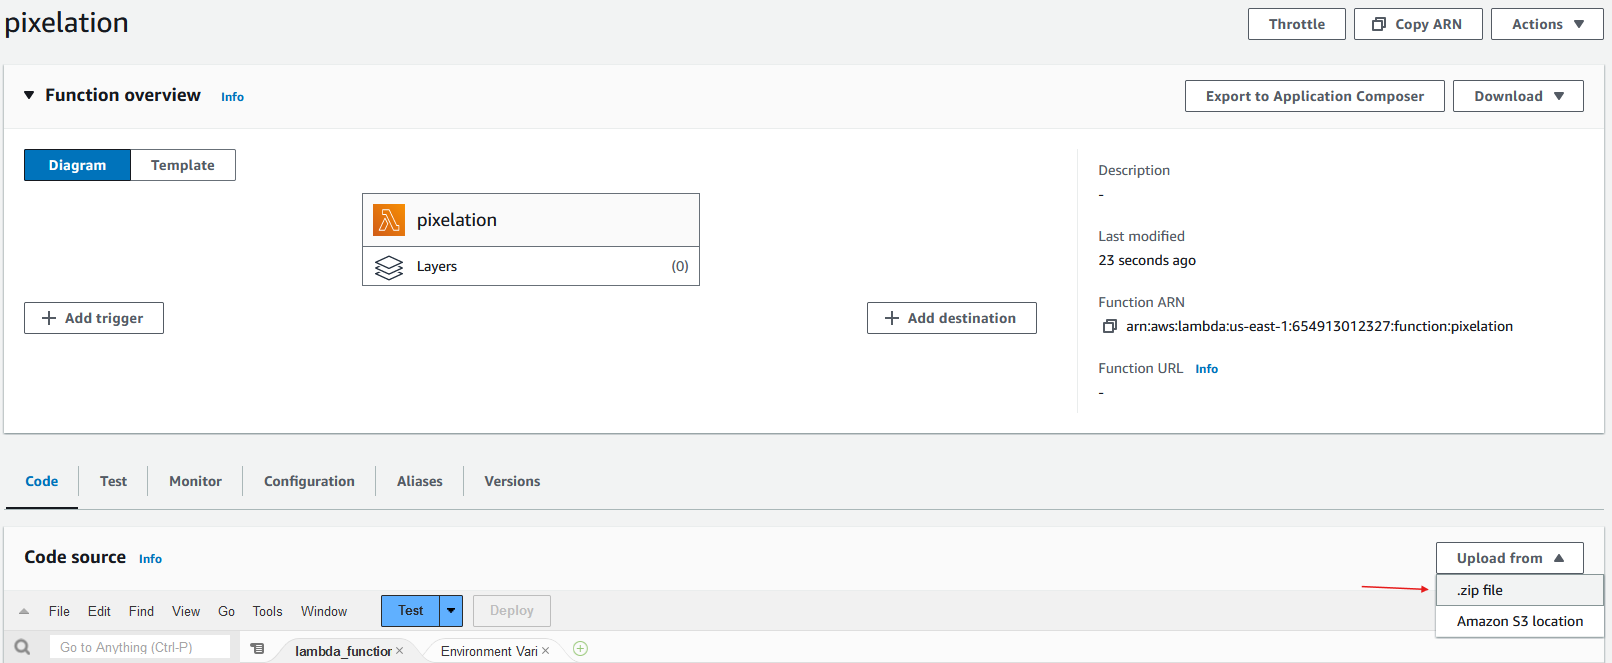 pixelation
Throttle
Copy ARN
Actions
Function overview Info
Export to Application Composer
Download
Diagram
Template
pixelation
Layers (0)
Add trigger
Add destination
Description
-
Last modified
23 seconds ago
Function ARN
arn:aws:lambda:us-east-1:654913012327:function:pixelation
Function URL Info
-
Code Test Monitor Configuration Aliases Versions
Code source Info
Upload from
.zip file
Amazon S3 location
File Edit Find View Go Tools Window
Test
Deploy
Go to Anything (Ctrl-P)
lambda_function
Environment Vari